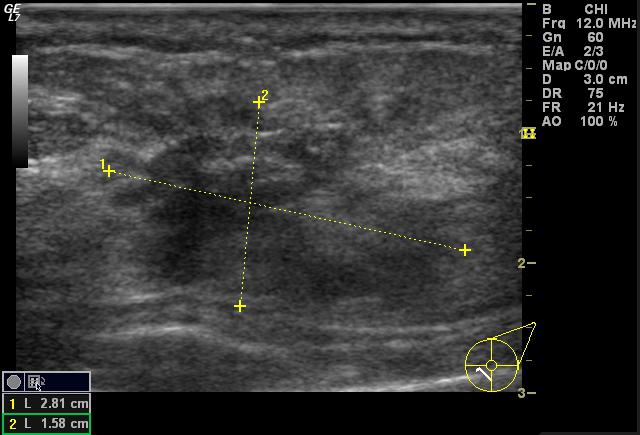 GE
L7
B CHI
Frq 12.0 MHz
Gn 60
E/A 2/3
Map C/0/0
D 3.0 cm
DR 75
FR 21 Hz
AO 100 %
2
1
2
3
1 L 2.81 cm
2 L 1.58 cm